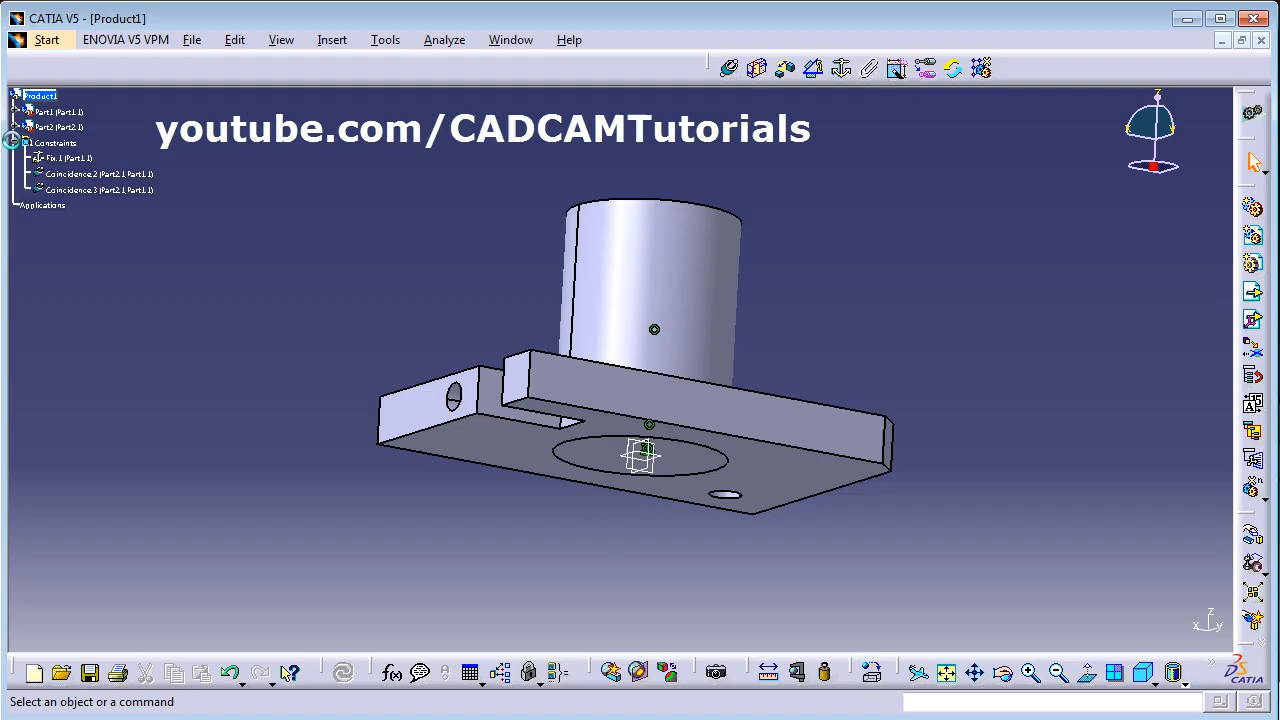 CATIA V5 - [Product1]
Start ENOVIA V5 VPM File Edit View Insert Tools Analyze Window Help
Product1
Part1 (Part1.1)
Part2 (Part2.1)
Constraints
Fix.1 (Part1.1)
Coincidence.2 (Part2.1,Part1.1)
Coincidence.3 (Part2.1,Part1.1)
Applications
youtube.com/CADCAMTutorials
z
x y
z
x y
f(x)
CATIA
Select an object or a command